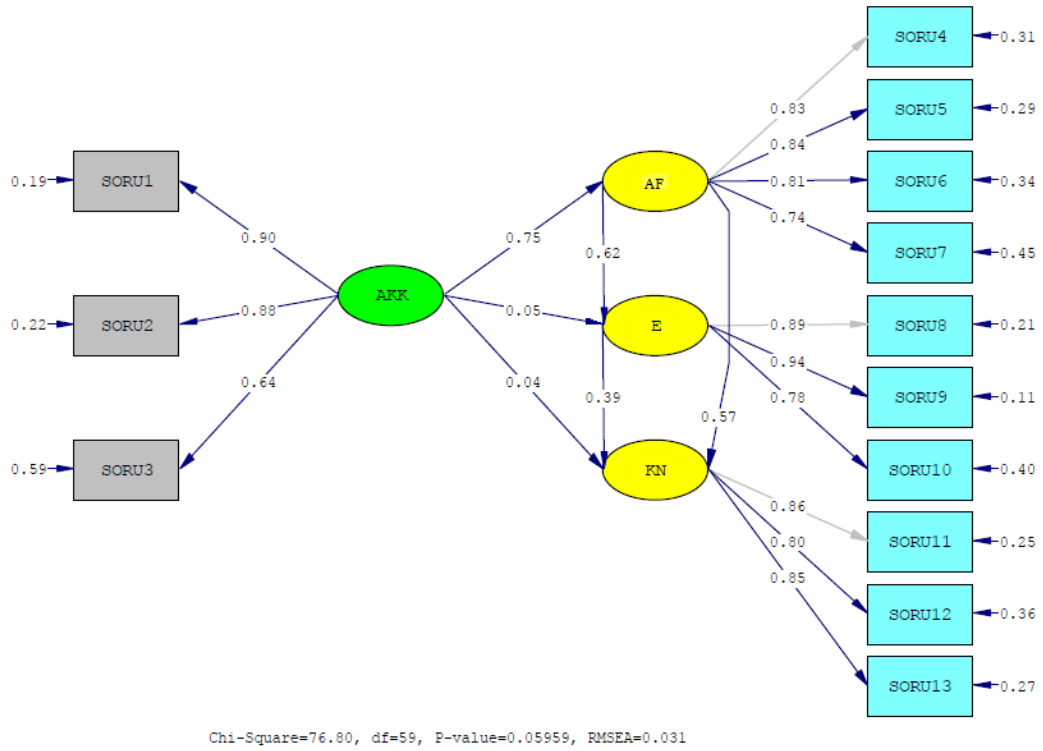 SORU4
0.31
0.83
SORU5
0.29
0.84
0.19
SORU1
AF
0.81
SORU6
0.34
0.90
0.75
0.74
SORU7
0.45
0.62
AKK
0.22
SORU2
0.88
0.05
E
0.89
SORU8
0.21
0.94
SORU9
0.11
0.64
0.04
0.39
0.78
0.57
0.59
SORU3
KN
SORU10
0.40
0.86
SORU11
0.25
0.80
0.85
SORU12
0.36
SORU13
0.27
Chi-Square=76.80, df=59, P-value=0.05959, RMSEA=0.031